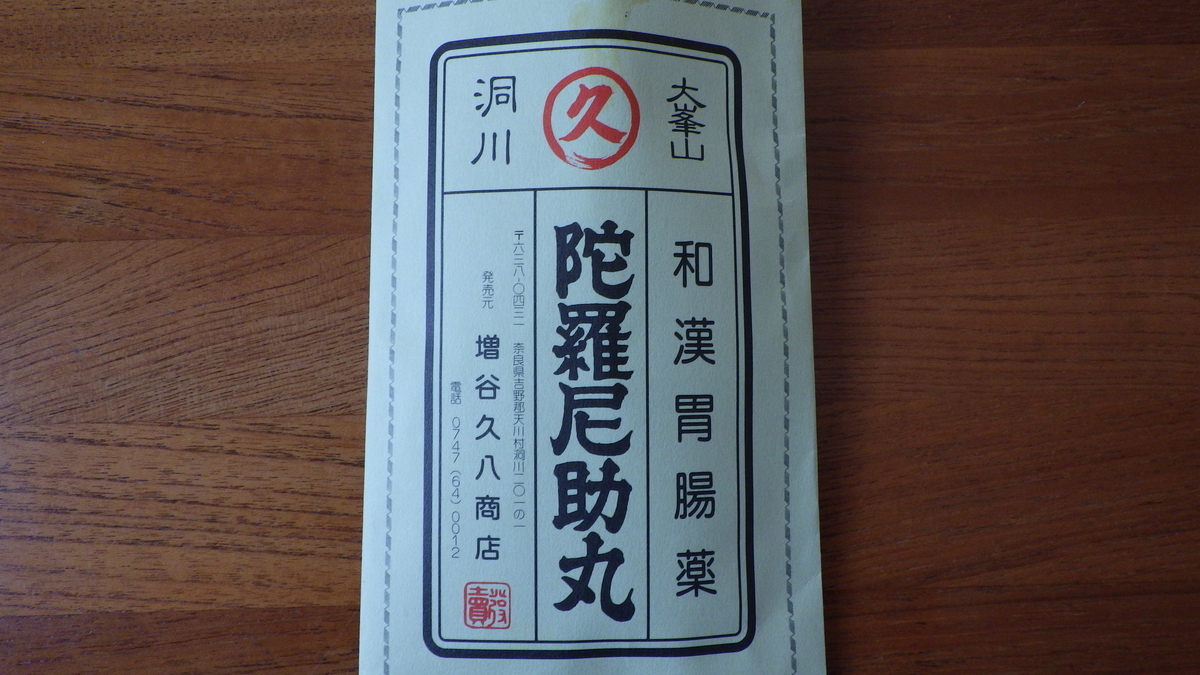 大峯山
久
洞川
和漢胃腸薬
陀羅尼助丸
〒六三八-〇四三一 奈良県吉野郡天川村洞川二〇一の一
発売元 増谷久八商店
電話 0747(64)0012
發賣